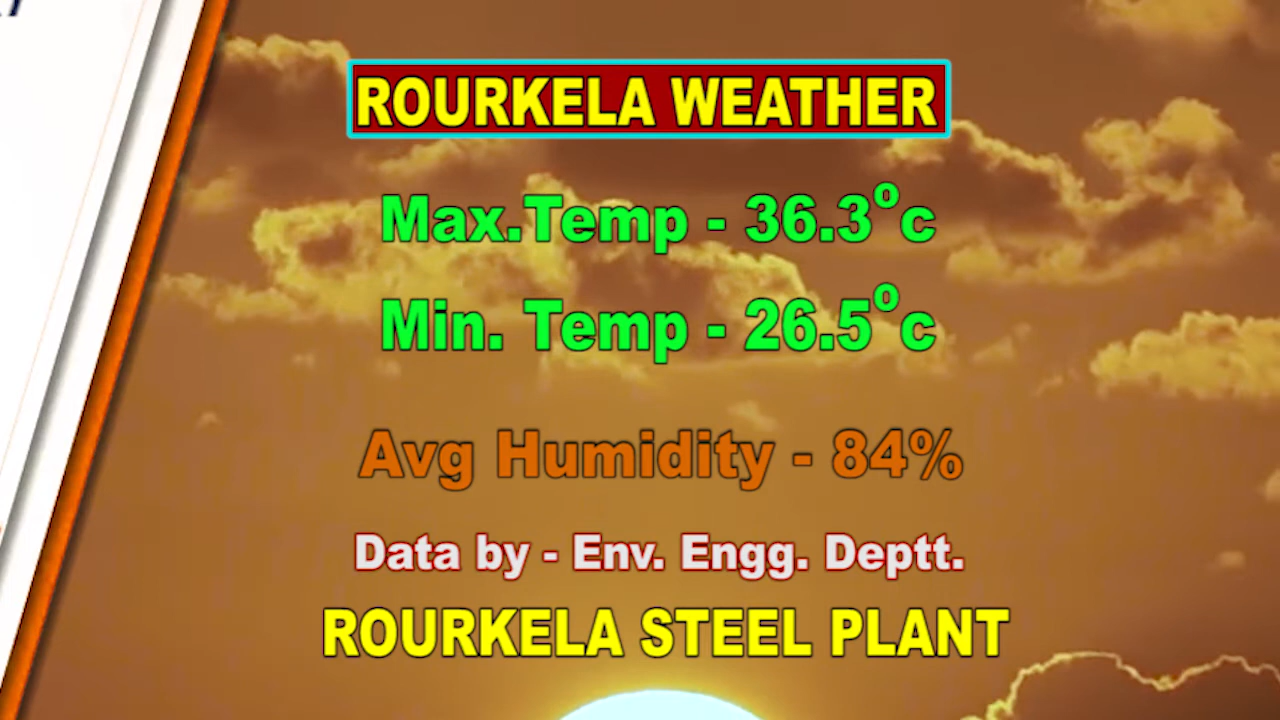 ROURKELA WEATHER
Max.Temp - 36.3°c
Min. Temp - 26.5°c
Avg Humidity - 84%
Data by - Env. Engg. Deptt.
ROURKELA STEEL PLANT